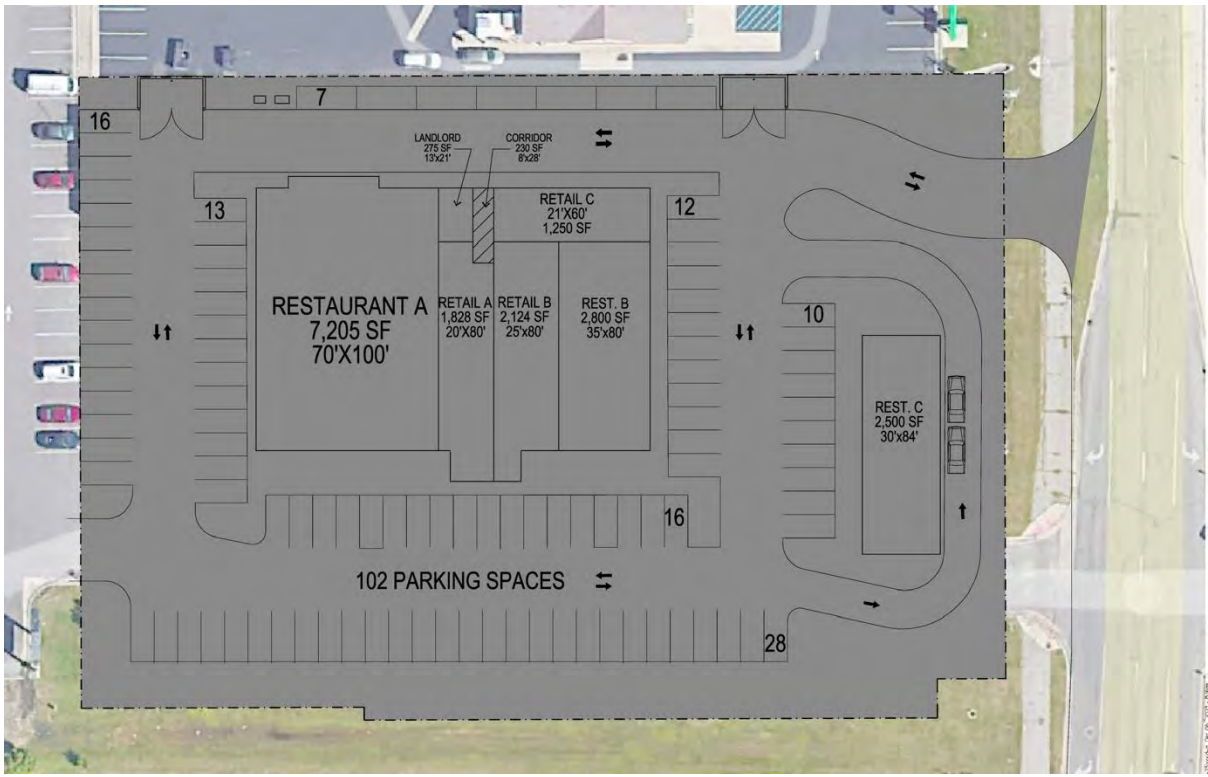 16
7
LANDLORD
275 SF
13'x21'
CORRIDOR
230 SF
8'x28'
13
RETAIL C
21'X60'
1,250 SF
12
RESTAURANT A
7,205 SF
70'X100'
RETAIL A
1,828 SF
20'X80'
RETAIL B
2,124 SF
25'x80'
REST. B
2,800 SF
35'x80'
10
REST. C
2,500 SF
30'x84'
16
102 PARKING SPACES
28